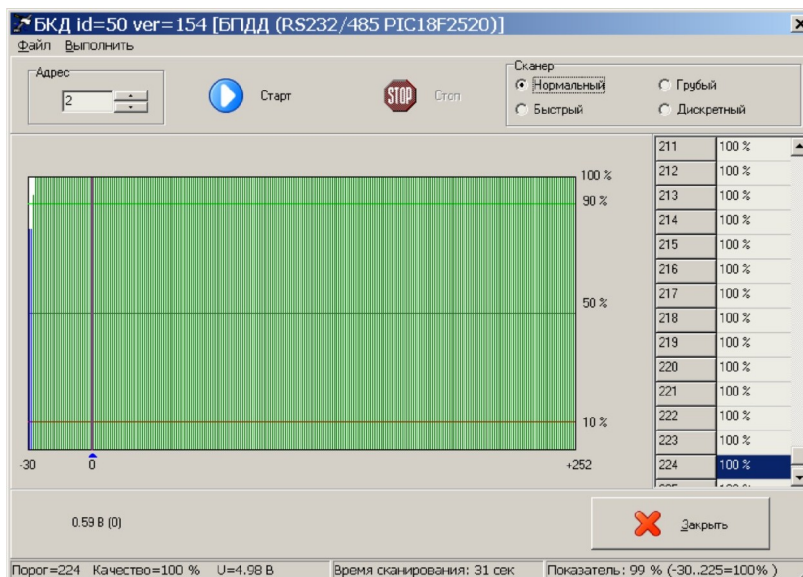 БКД id=50 ver=154 [БПДД (RS232/485 PIC18F2520)]
Файл Выполнить
Адрес
2
Старт
STOP
Стоп
Сканер
Нормальный
Грубый
Быстрый
Дискретный
100 %
90 %
50 %
10 %
-30
0
+252
211 100 %
212 100 %
213 100 %
214 100 %
215 100 %
216 100 %
217 100 %
218 100 %
219 100 %
220 100 %
221 100 %
222 100 %
223 100 %
224 100 %
0.59 В (0)
Закрыть
Порог=224 Качество=100 % U=4.98 В Время сканирования: 31 сек Показатель: 99 % (-30..225=100% )